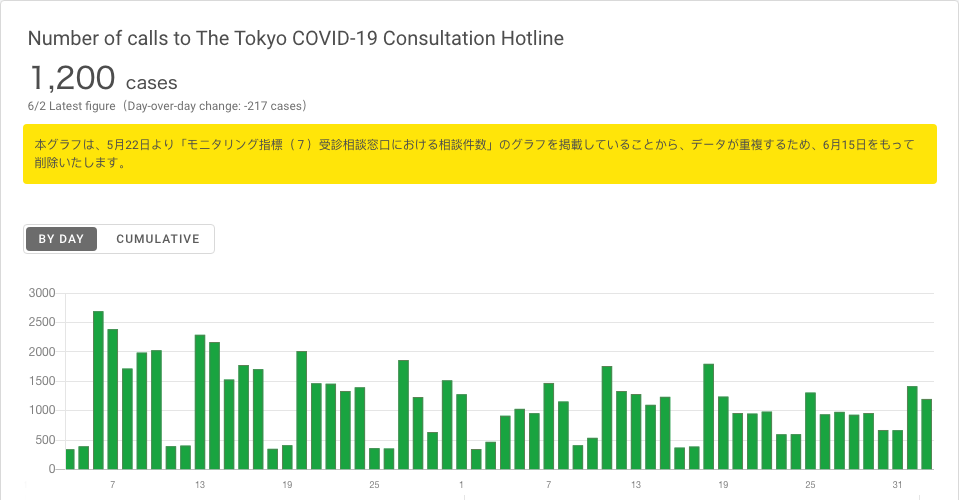 Number of calls to The Tokyo COVID-19 Consultation Hotline
1,200 cases
6/2 Latest figure（Day-over-day change: -217 cases）
本グラフは、5月22日より「モニタリング指標（７）受診相談窓口における相談件数」のグラフを掲載していることから、データが重複するため、6月15日をもって
削除いたします。
BY DAY CUMULATIVE
3000
2500
2000
1500
1000
500
0
7 13 19 25 1 7 13 19 25 31